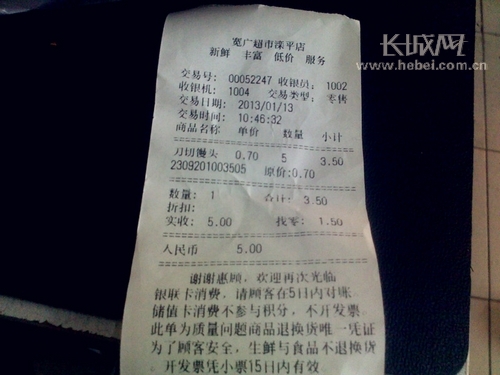 长城网
www.hebei.com.cn
宽广超市滦平店
新鲜 丰富 低价 服务
交易号: 00052247 收银员: 1002
收银机: 1004 交易类型: 零售
交易日期: 2013/01/13
交易时间: 10:46:32
商品名称 单价 数量 小计
刀切馒头 0.70 5 3.50
2309201003505 原价:0.70
数量: 1 合计: 3.50
折扣:
实收: 5.00 找零: 1.50
人民币 5.00
谢谢惠顾，欢迎再次光临
银联卡消费，请顾客在5日内对账
储值卡消费不参与积分，不开发票
此单为质量问题商品退换货唯一凭证
为了顾客安全，生鲜与食品不退换货
开发票凭小票15日内有效